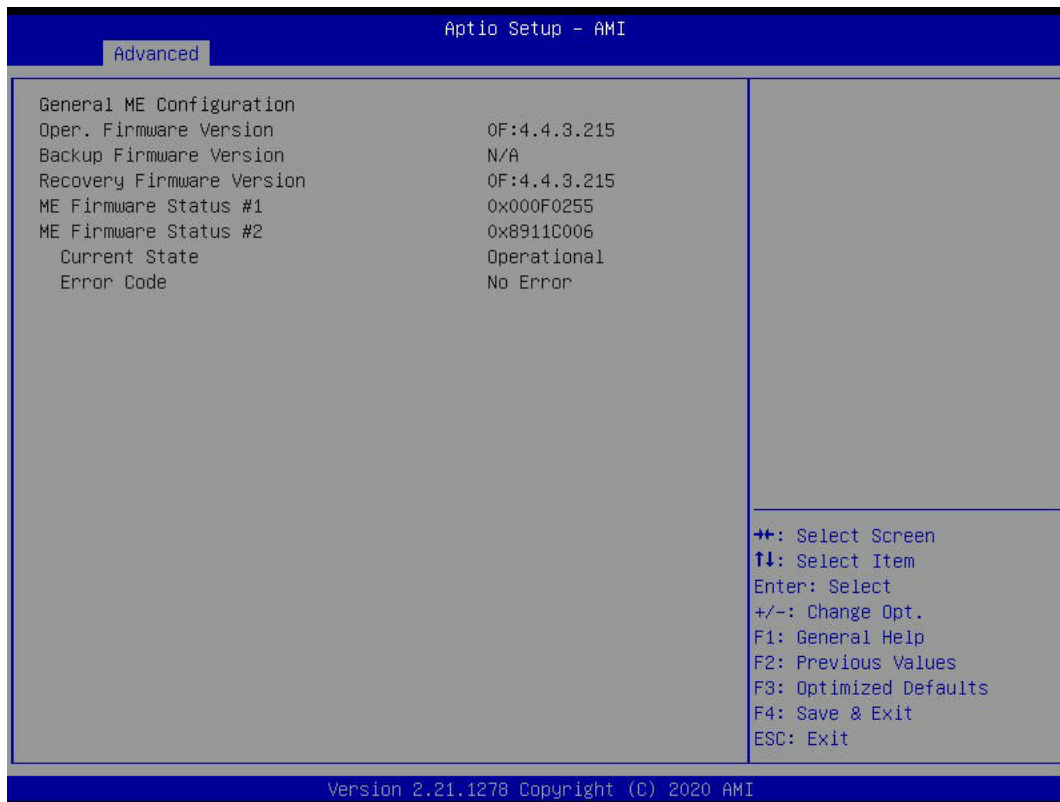 Aptio Setup - AMI
Advanced
General ME Configuration
Oper. Firmware Version 0F:4.4.3.215
Backup Firmware Version N/A
Recovery Firmware Version 0F:4.4.3.215
ME Firmware Status #1 0x000F0255
ME Firmware Status #2 0x8911C006
Current State Operational
Error Code No Error
→←: Select Screen
↑↓: Select Item
Enter: Select
+/-: Change Opt.
F1: General Help
F2: Previous Values
F3: Optimized Defaults
F4: Save & Exit
ESC: Exit
Version 2.21.1278 Copyright (C) 2020 AMI